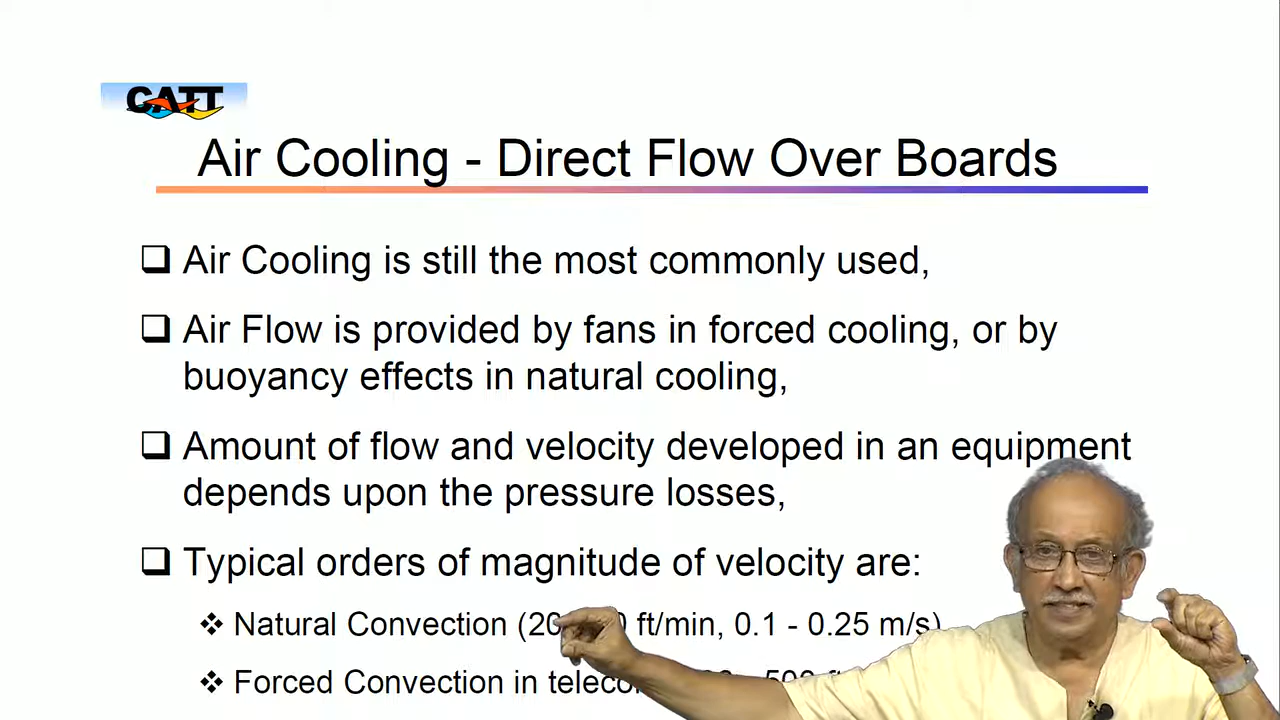 CATT
Air Cooling - Direct Flow Over Boards
❑ Air Cooling is still the most commonly used,
❑ Air Flow is provided by fans in forced cooling, or by
buoyancy effects in natural cooling,
❑ Amount of flow and velocity developed in an equipment
depends upon the pressure losses,
❑ Typical orders of magnitude of velocity are:
❖ Natural Convection ( ft/min, 0.1 - 0.25 m/s)
❖ Forced Convection in